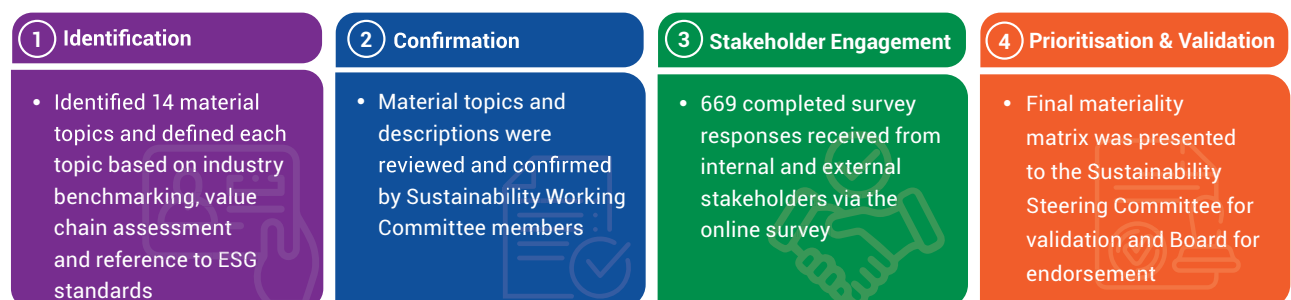 1 Identification
• Identified 14 material
topics and defined each
topic based on industry
benchmarking, value
chain assessment
and reference to ESG
standards
2 Confirmation
• Material topics and
descriptions were
reviewed and confirmed
by Sustainability Working
Committee members
3 Stakeholder Engagement
• 669 completed survey
responses received from
internal and external
stakeholders via the
online survey
4 Prioritisation & Validation
• Final materiality
matrix was presented
to the Sustainability
Steering Committee for
validation and Board for
endorsement